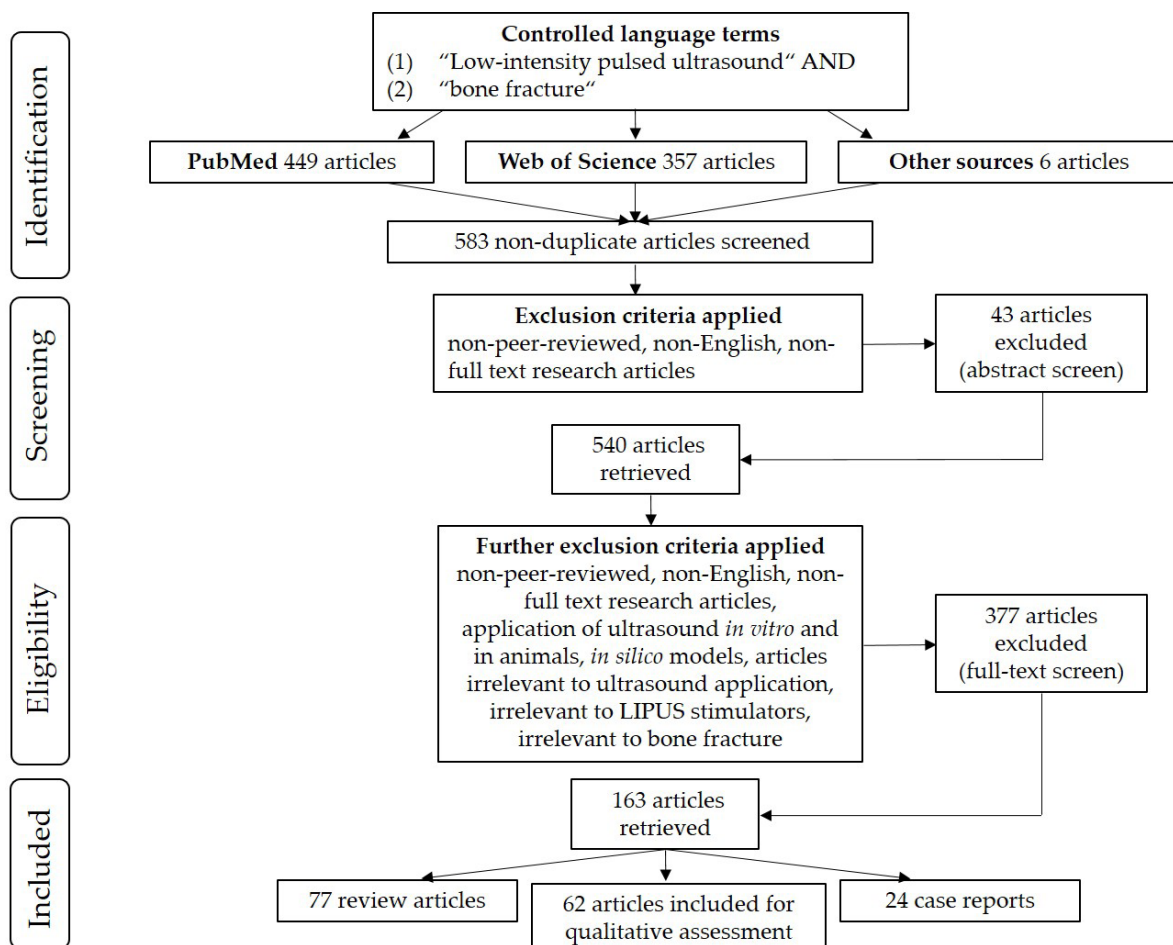 Identification
Controlled language terms
(1) “Low-intensity pulsed ultrasound“ AND
(2) “bone fracture“
PubMed 449 articles
Web of Science 357 articles
Other sources 6 articles
583 non-duplicate articles screened
Screening
Exclusion criteria applied
non-peer-reviewed, non-English, non-
full text research articles
43 articles
excluded
(abstract screen)
540 articles
retrieved
Eligibility
Further exclusion criteria applied
non-peer-reviewed, non-English, non-
full text research articles,
application of ultrasound in vitro and
in animals, in silico models, articles
irrelevant to ultrasound application,
irrelevant to LIPUS stimulators,
irrelevant to bone fracture
377 articles
excluded
(full-text screen)
Included
163 articles
retrieved
77 review articles
62 articles included for
qualitative assessment
24 case reports